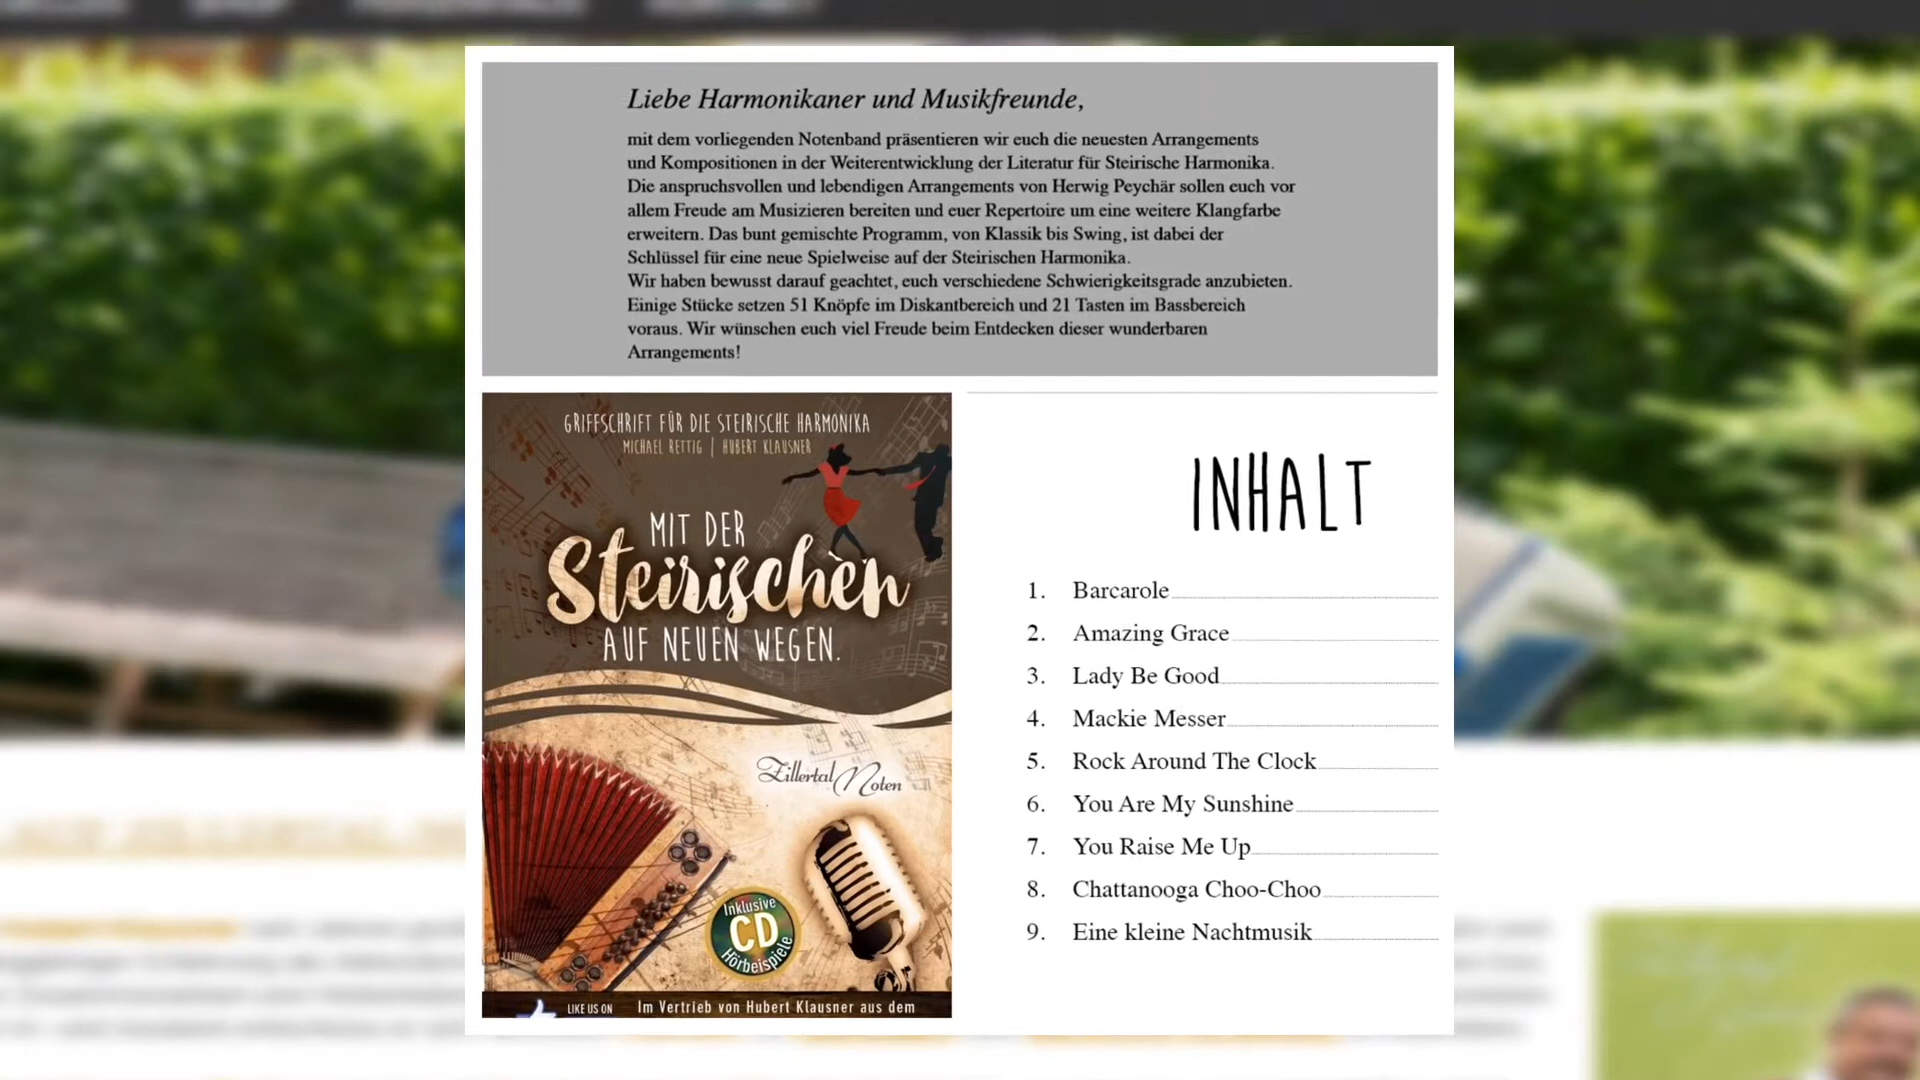 Liebe Harmonikaner und Musikfreunde,
mit dem vorliegenden Notenband präsentieren wir euch die neuesten Arrangements
und Kompositionen in der Weiterentwicklung der Literatur für Steirische Harmonika.
Die anspruchsvollen und lebendigen Arrangements von Herwig Peychär sollen euch vor
allem Freude am Musizieren bereiten und euer Repertoire um eine weitere Klangfarbe
erweitern. Das bunt gemischte Programm, von Klassik bis Swing, ist dabei der
Schlüssel für eine neue Spielweise auf der Steirischen Harmonika.
Wir haben bewusst darauf geachtet, euch verschiedene Schwierigkeitsgrade anzubieten.
Einige Stücke setzen 51 Knöpfe im Diskantbereich und 21 Tasten im Bassbereich
voraus. Wir wünschen euch viel Freude beim Entdecken dieser wunderbaren
Arrangements!
GRIFFSCHRIFT FÜR DIE STEIRISCHE HARMONIKA
MICHAEL RETTIG | HUBERT KLAUSNER
MIT DER
Steirischen
AUF NEUEN WEGEN.
Zillertal Noten
Inklusive
CD
Hörbeispiele
LIKE US ON
Im Vertrieb von Hubert Klausner aus dem
INHALT
1. Barcarole
2. Amazing Grace
3. Lady Be Good
4. Mackie Messer
5. Rock Around The Clock
6. You Are My Sunshine
7. You Raise Me Up
8. Chattanooga Choo-Choo
9. Eine kleine Nachtmusik